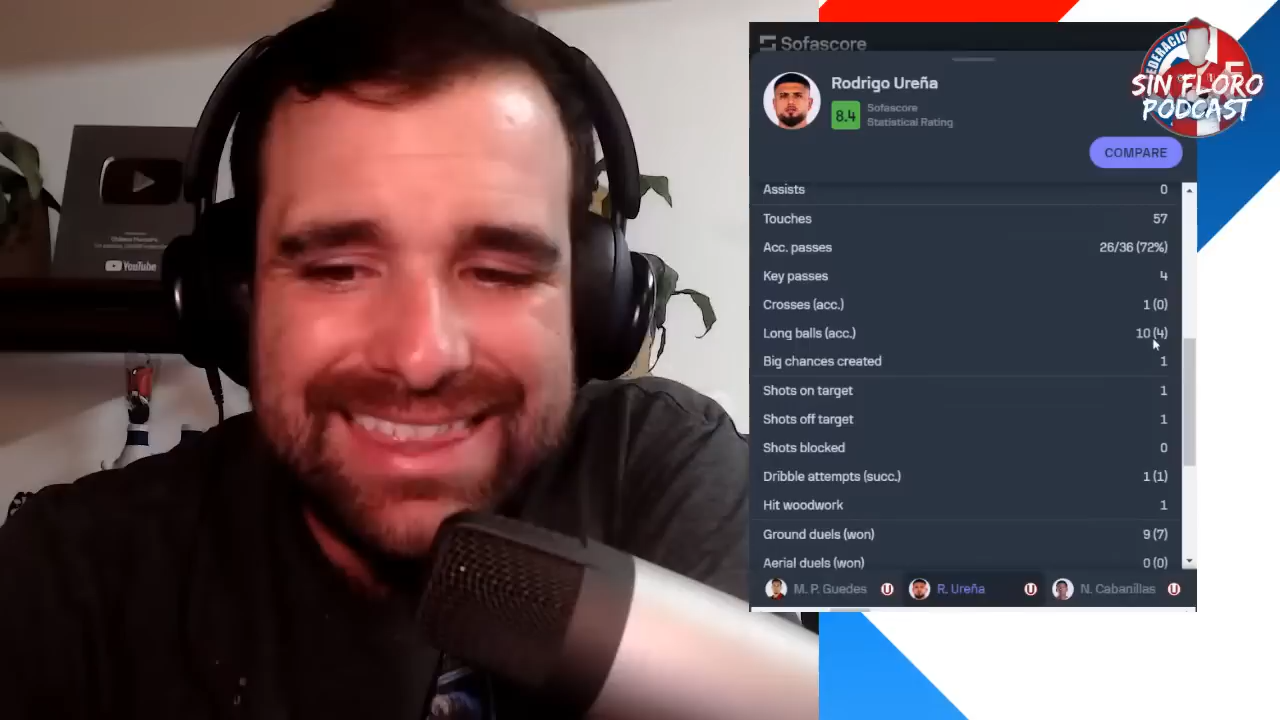 YouTube
Sofascore
FEDERACIO
SIN FLORO
PODCAST
Rodrigo Ureña
8.4
Sofascore
Statistical Rating
COMPARE
Assists 0
Touches 57
Acc. passes 26/36 (72%)
Key passes 4
Crosses (acc.) 1 (0)
Long balls (acc.) 10 (4)
Big chances created 1
Shots on target 1
Shots off target 1
Shots blocked 0
Dribble attempts (succ.) 1 (1)
Hit woodwork 1
Ground duels (won) 9 (7)
Aerial duels (won) 0 (0)
M. P. Guedes U R. Ureña U N. Cabanillas U